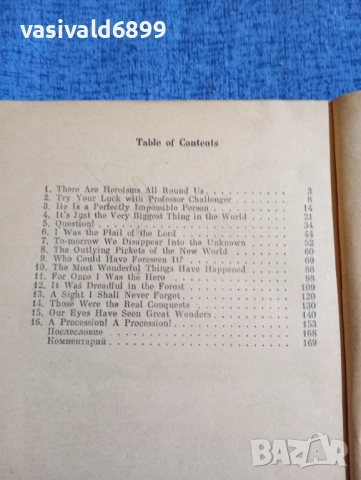 vasivald6899
Table of Contents
1. There Are Heroisms All Round Us . . . . . . . 3
2. Try Your Luck with Professor Challenger . . . . 8
3. He Is a Perfectly Impossible Person . . . . . . 14
4. It's Just the Very Biggest Thing in the World . . 21
5. Question! . . . . . . . . . . . . . . . 34
6. I Was the Flail of the Lord . . . . . . . . . 44
7. To-morrow We Disappear Into the Unknown . . . 52
8. The Outlying Pickets of the New World . . . . 60
9. Who Could Have Foreseen It? . . . . . . . . 69
10. The Most Wonderful Things Have Happened . . . 86
11. For Once I Was the Hero . . . . . . . . . . 98
12. It Was Dreadful in the Forest . . . . . . . . 109
13. A Sight I Shall Never Forget . . . . . . . . . 120
14. Those Were the Real Conquests . . . . . . . . 130
15. Our Eyes Have Seen Great Wonders . . . . . . 140
16. A Procession! A Procession! . . . . . . . . . 153
Послесловие . . . . . . . . . . . . . . 168
Комментарий . . . . . . . . . . . . . . 169
BAZAR
bg